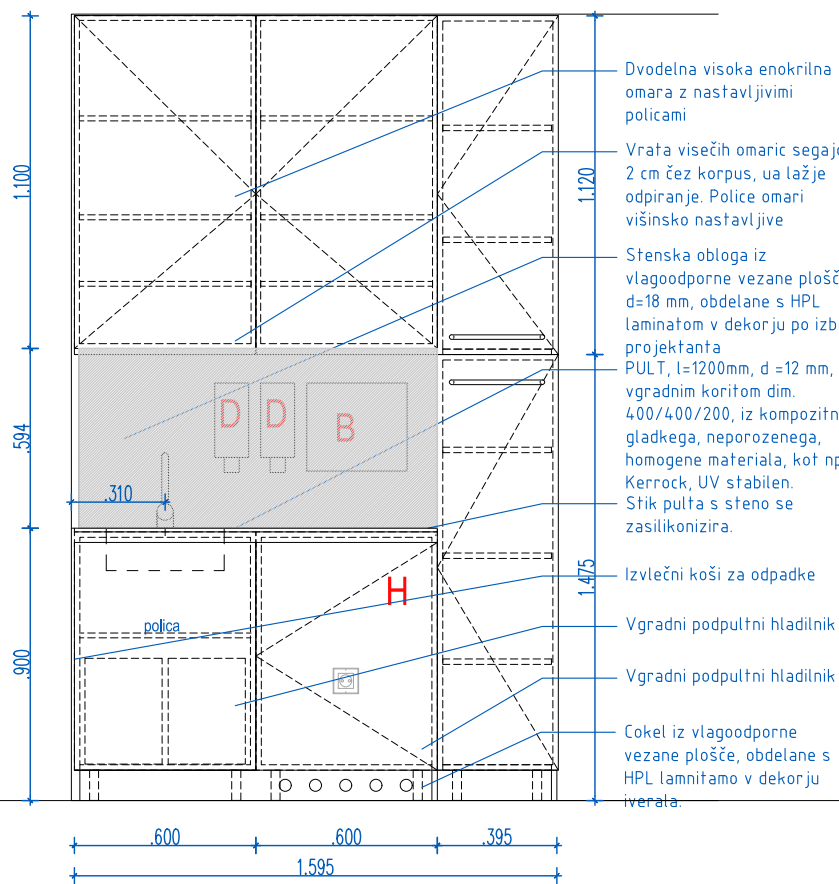 Dvodelna visoka enokrilna
omara z nastavljivimi
policami
Vrata visečih omaric segajo
2 cm čez korpus, ua lažje
odpiranje. Police omari
višinsko nastavljive
Stenska obloga iz
vlagoodporne vezane plošč
d=18 mm, obdelane s HPL
laminatom v dekorju po izb
projektanta
PULT, l=1200mm, d =12 mm,
vgradnim koritom dim.
400/400/200, iz kompozitn
gladkega, neporozenega,
homogene materiala, kot np
Kerrock, UV stabilen.
Stik pulta s steno se
zasilikonizira.
Izvlečni koši za odpadke
Vgradni podpultni hladilnik
Vgradni podpultni hladilnik
Cokel iz vlagoodporne
vezane plošče, obdelane s
HPL lamnitamo v dekorju
iverala.
1.100
.594
.900
1.120
1.475
.310
D
D
B
H
polica
.600
.600
.395
1.595